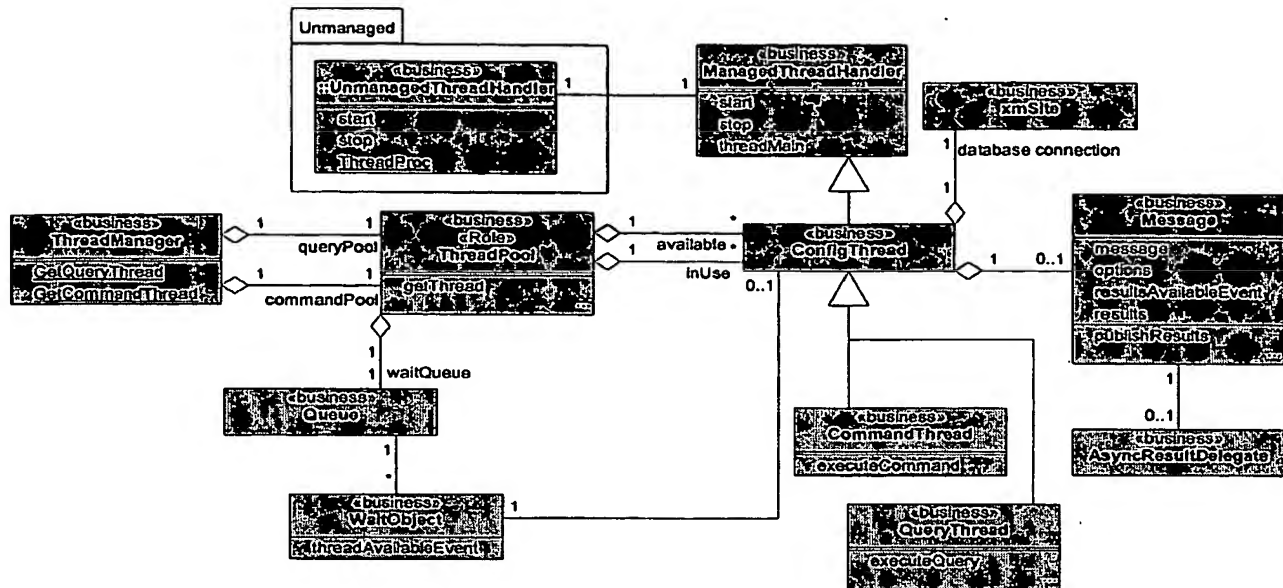 Unmanaged
«business»
::UnmanagedThreadHandler
start
stop
ThreadProc
1
1
«business»
ManagedThreadHandler
start
stop
threadMain
«business»
xmSite
1
database connection
1
«business»
ThreadManager
GetQueryThread
GetCommandThread
1
1
queryPool
1
1
commandPool
«business»
«Role»
ThreadPool
getThread
1
*
available
1
*
inUse
0..1
«business»
ConfigThread
1
0..1
«business»
Message
message
options
resultsAvailableEvent
results
p0blishResults
1
0..1
«business»
AsyncResultDelegate
1
1
waitQueue
«business»
Queue
1
*
«business»
WaitObject
threadAvailableEvent
1
«business»
CommandThread
executeCommand
«business»
QueryThread
executeQuery